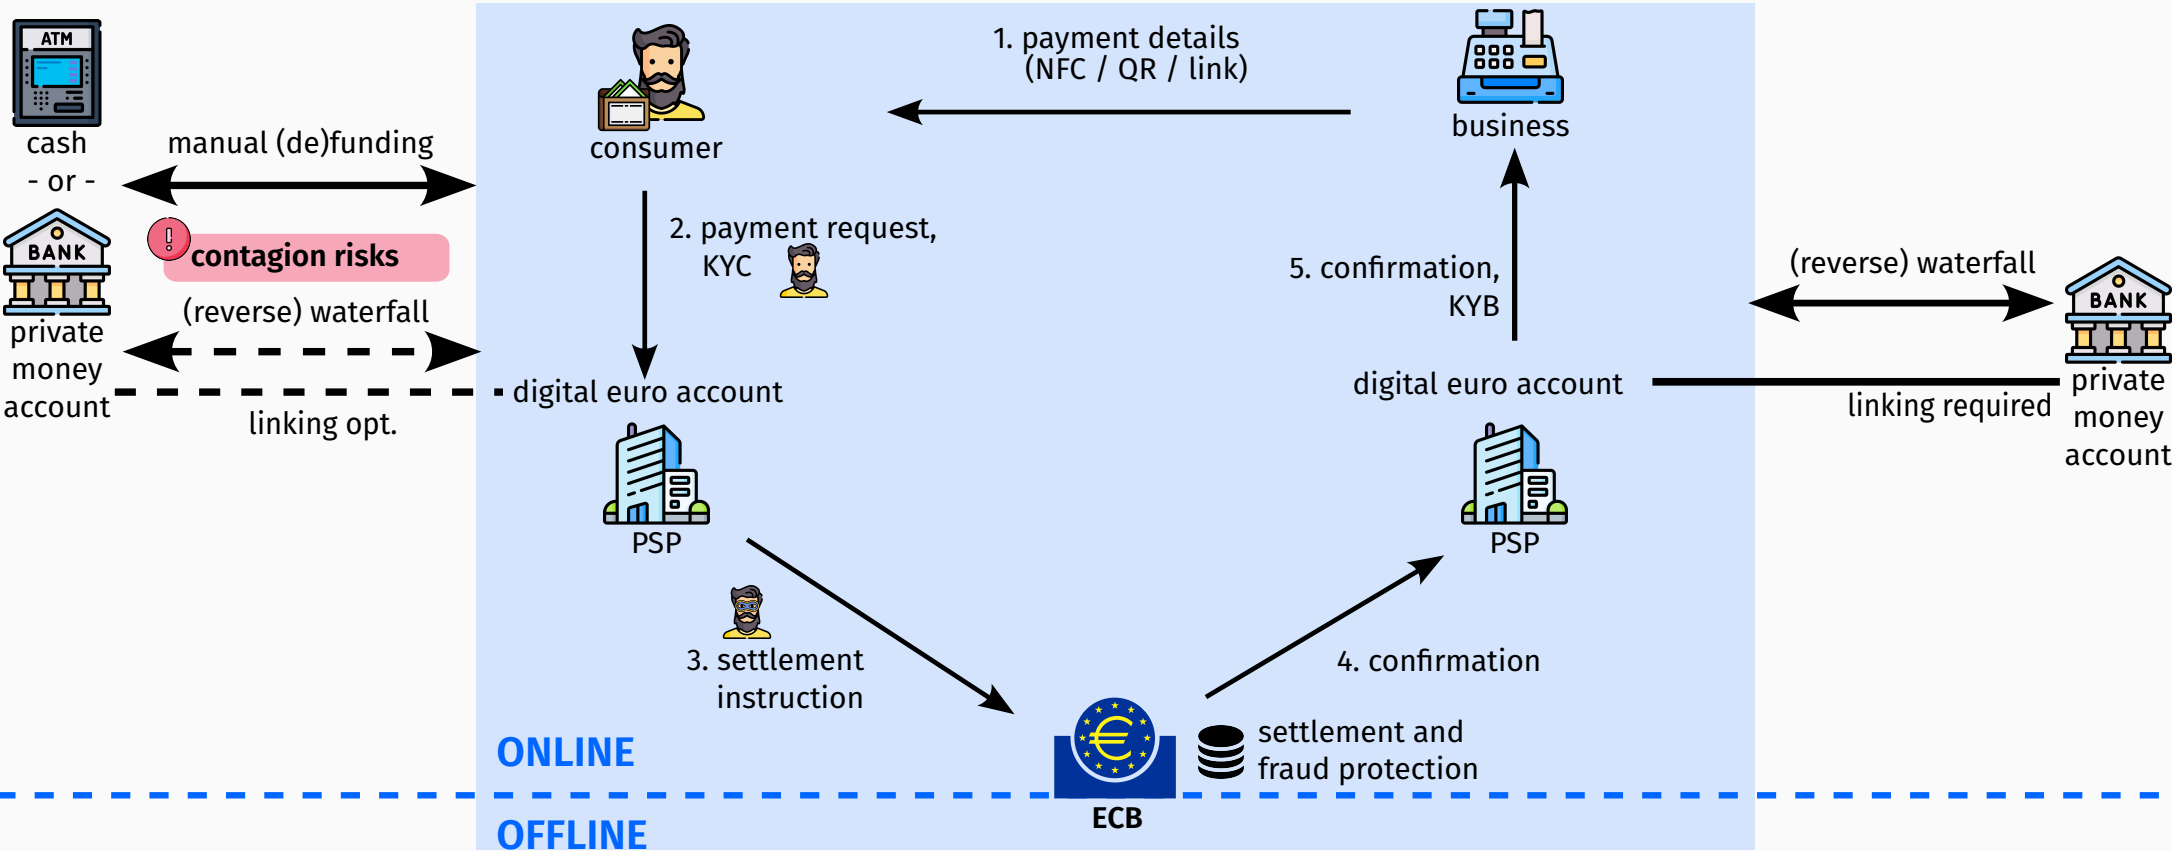 ATM
cash
- or -
BANK
private
money
account
manual (de)funding
! contagion risks
(reverse) waterfall
linking opt.
consumer
1. payment details
(NFC / QR / link)
business
2. payment request,
KYC
digital euro account
PSP
3. settlement
instruction
€
ECB
settlement and
fraud protection
4. confirmation
PSP
digital euro account
5. confirmation,
KYB
(reverse) waterfall
linking required
BANK
private
money
account
ONLINE
OFFLINE